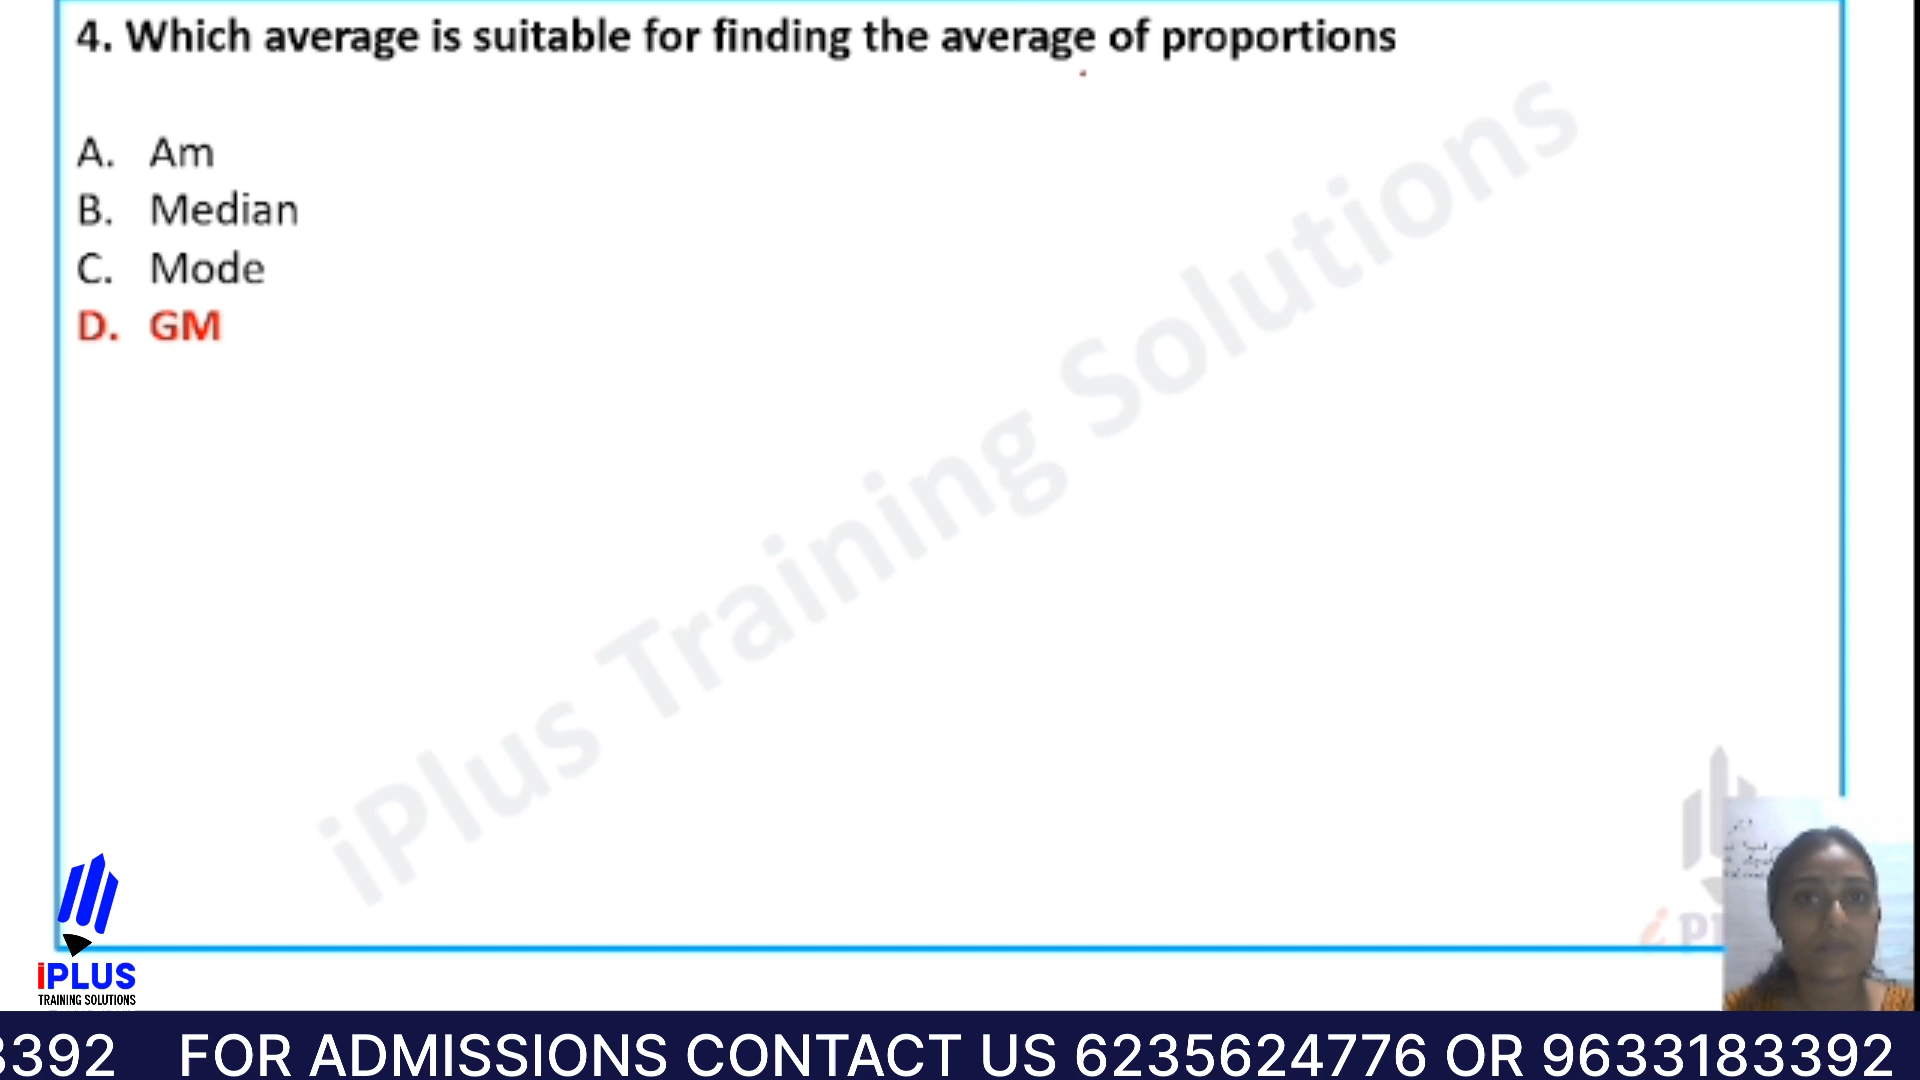 4. Which average is suitable for finding the average of proportions
A. Am
B. Median
C. Mode
D. GM
iPlus Training Solutions
iPLUS
TRAINING SOLUTIONS
3392 FOR ADMISSIONS CONTACT US 6235624776 OR 9633183392